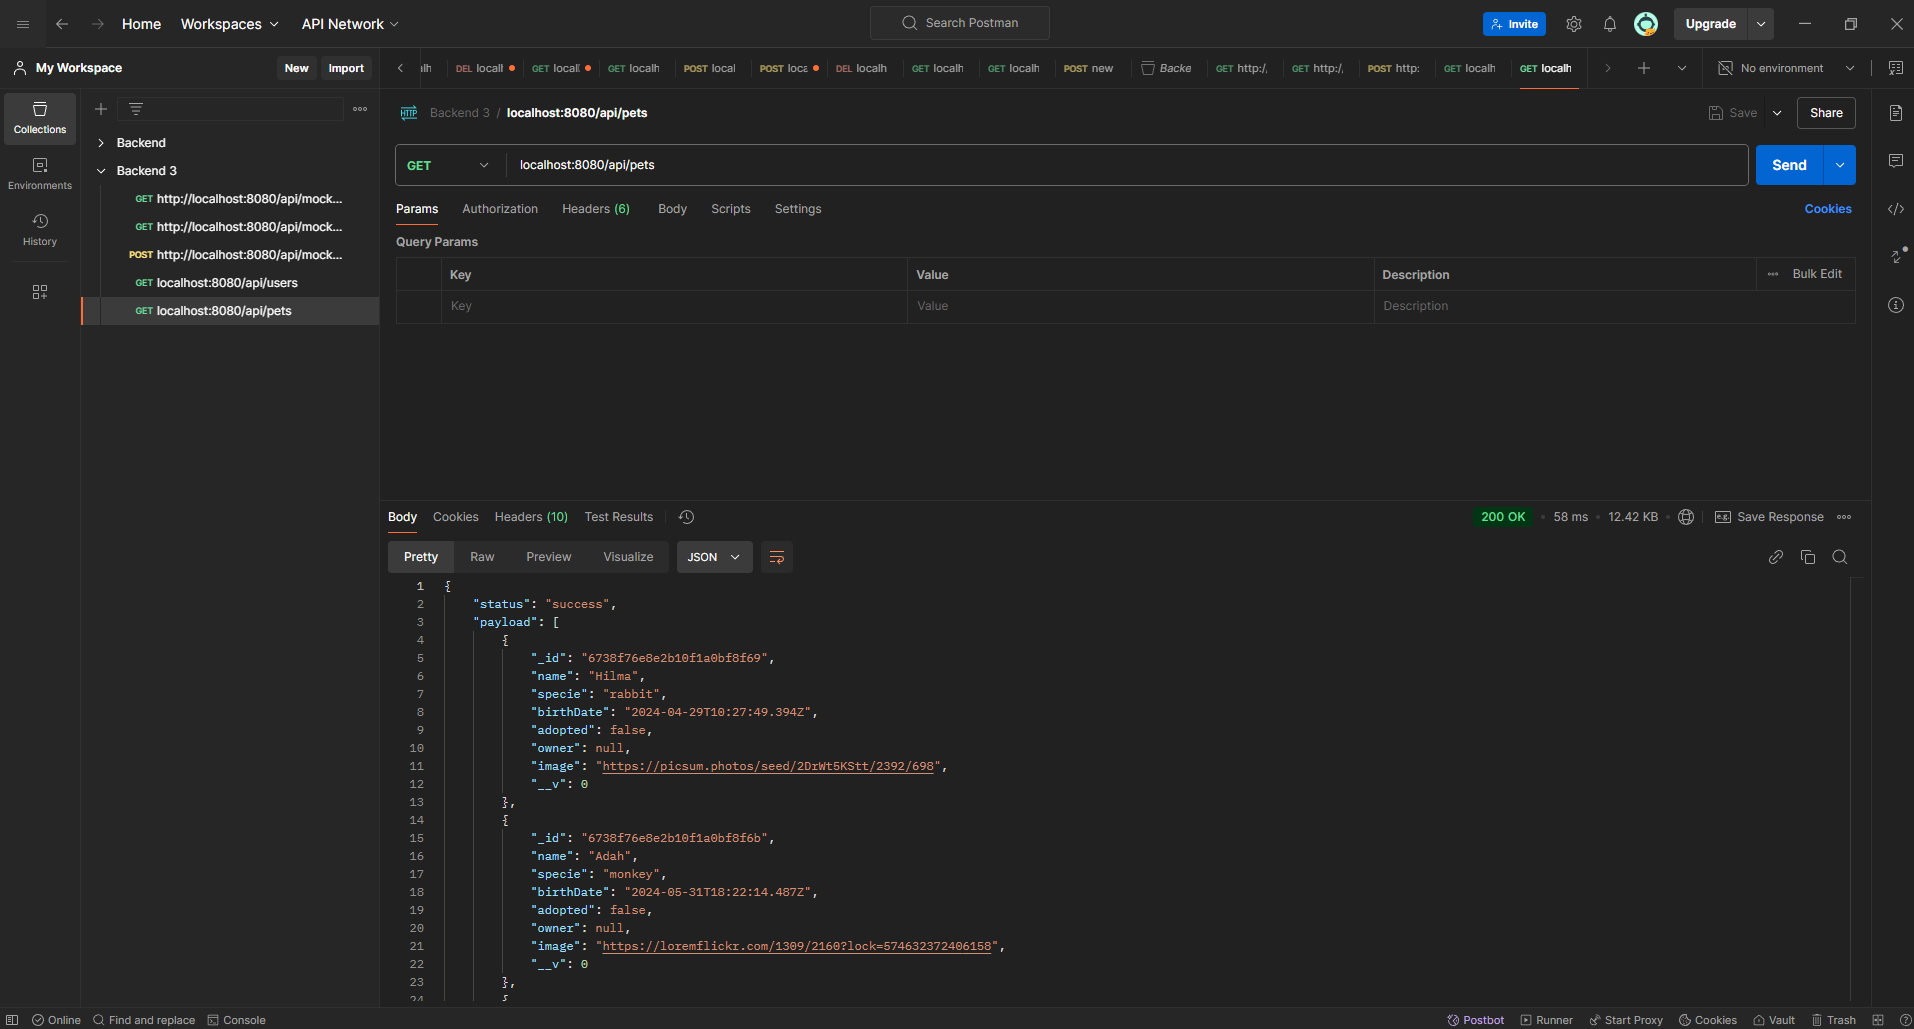 Home
Workspaces
API Network
Search Postman
Invite
Upgrade
My Workspace
New
Import
lh
DEL locall
GET locall
GET localh
POST local
POST loca
DEL localh
GET localh
GET localh
POST new
Backe
GET http:/
GET http:/
POST http:
GET localh
GET localh
No environment
Collections
Environments
History
Backend
Backend 3
GET http://localhost:8080/api/mock...
GET http://localhost:8080/api/mock...
POST http://localhost:8080/api/mock...
GET localhost:8080/api/users
GET localhost:8080/api/pets
HTTP Backend 3 / localhost:8080/api/pets
Save
Share
GET localhost:8080/api/pets
Send
Params Authorization Headers (6) Body Scripts Settings
Cookies
Query Params
Key Value Description Bulk Edit
Key Value Description
Body Cookies Headers (10) Test Results
200 OK 58 ms 12.42 KB e.g. Save Response
Pretty Raw Preview Visualize JSON
1 {
2 "status": "success",
3 "payload": [
4 {
5 "_id": "6738f76e8e2b10f1a0bf8f69",
6 "name": "Hilma",
7 "specie": "rabbit",
8 "birthDate": "2024-04-29T10:27:49.394Z",
9 "adopted": false,
10 "owner": null,
11 "image": "https://picsum.photos/seed/2DrWt5KStt/2392/698",
12 "__v": 0
13 },
14 {
15 "_id": "6738f76e8e2b10f1a0bf8f6b",
16 "name": "Adah",
17 "specie": "monkey",
18 "birthDate": "2024-05-31T18:22:14.487Z",
19 "adopted": false,
20 "owner": null,
21 "image": "https://loremflickr.com/1309/2160?lock=574632372406158",
22 "__v": 0
23 },
24 {
Online Find and replace Console
Postbot Runner Start Proxy Cookies Vault Trash